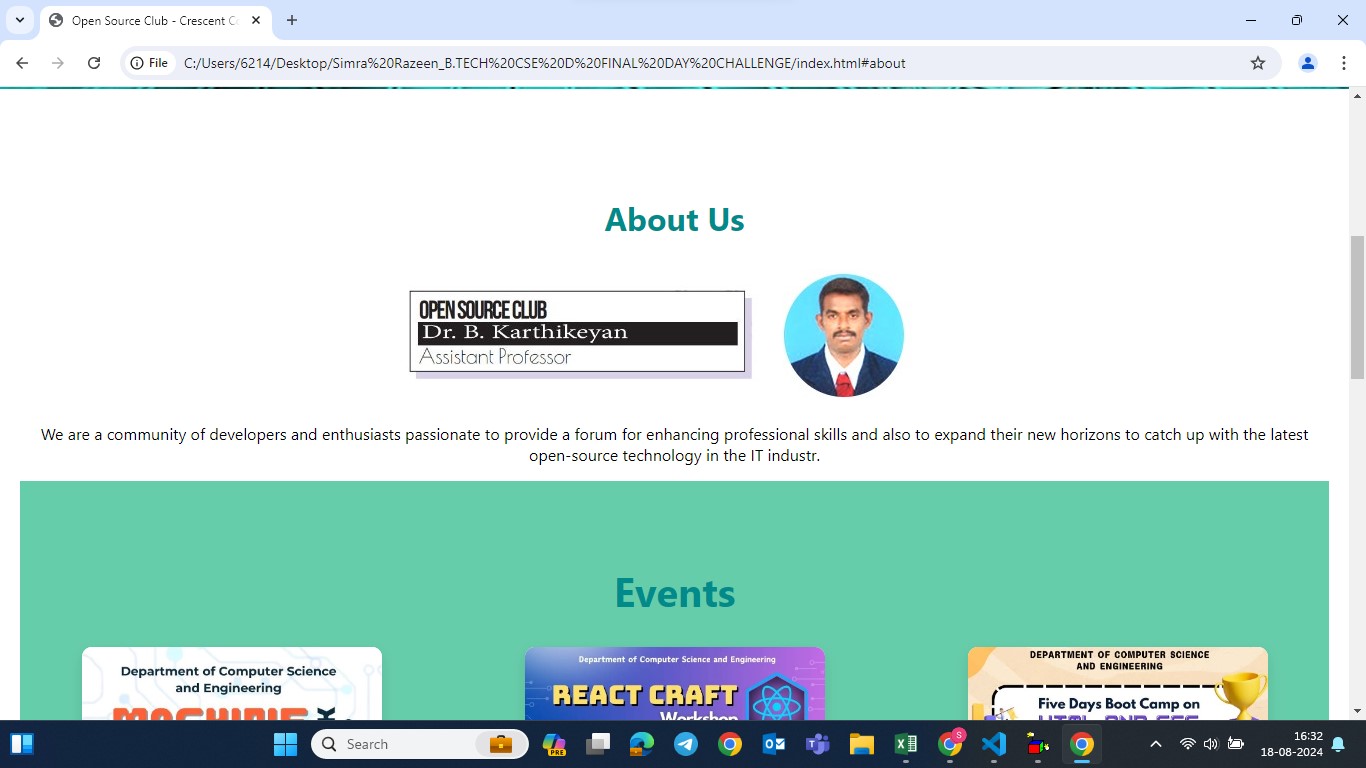 Open Source Club - Crescent C
File
C:/Users/6214/Desktop/Simra%20Razeen_B.TECH%20CSE%20D%20FINAL%20DAY%20CHALLENGE/index.html#about
About Us
OPEN SOURCE CLUB
Dr. B. Karthikeyan
Assistant Professor
We are a community of developers and enthusiasts passionate to provide a forum for enhancing professional skills and also to expand their new horizons to catch up with the latest
open-source technology in the IT industr.
Events
Department of Computer Science
and Engineering
MACHINE
Department of Computer Science and Engineering
REACT CRAFT
Workshop
DEPARTMENT OF COMPUTER SCIENCE
AND ENGINEERING
Five Days Boot Camp on
HTML AND CSS
Search
PRE
S
16:32
18-08-2024